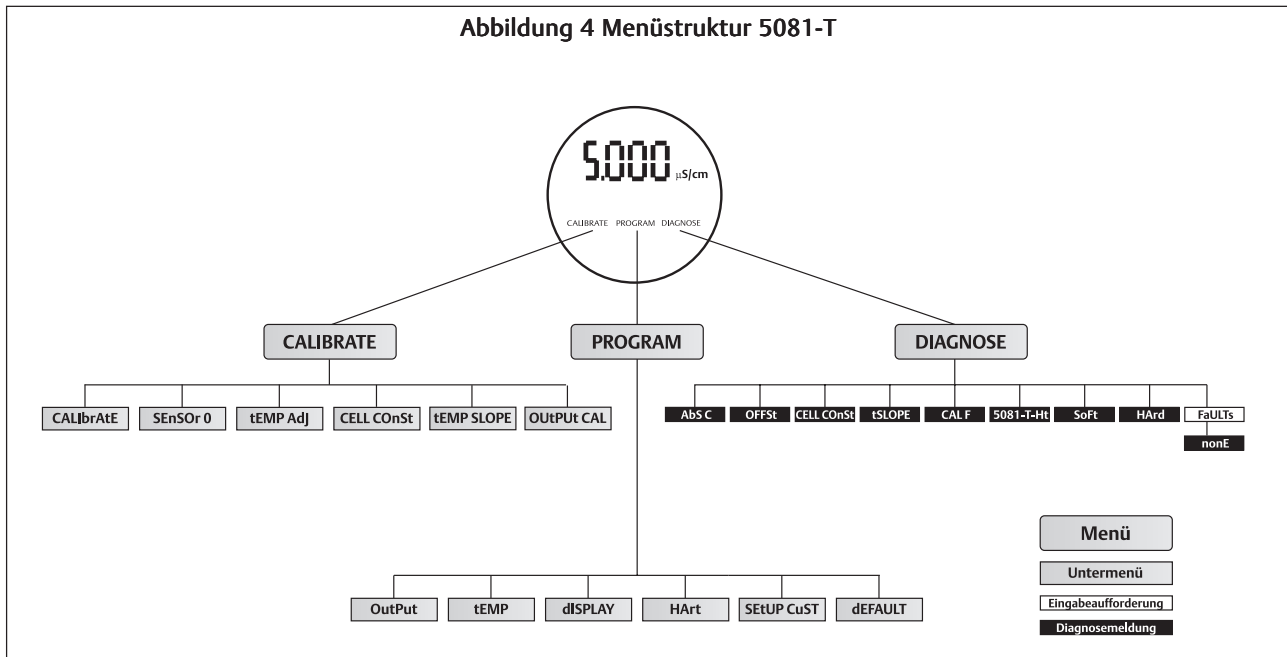 Abbildung 4 Menüstruktur 5081-T
5.000 µS/cm
CALIBRATE PROGRAM DIAGNOSE
CALIBRATE PROGRAM DIAGNOSE
CALIbrAtE SEnSOr 0 tEMP AdJ CELL COnSt tEMP SLOPE OUtPUt CAL
AbS C OFFSt CELL COnSt tSLOPE CAL F 5081-T-Ht SoFt HArd FaULTs
nonE
Menü
Untermenü
Eingabeaufforderung
Diagnosemeldung
OutPut tEMP dISPLAY HArt SEtUP CuST dEFAULT